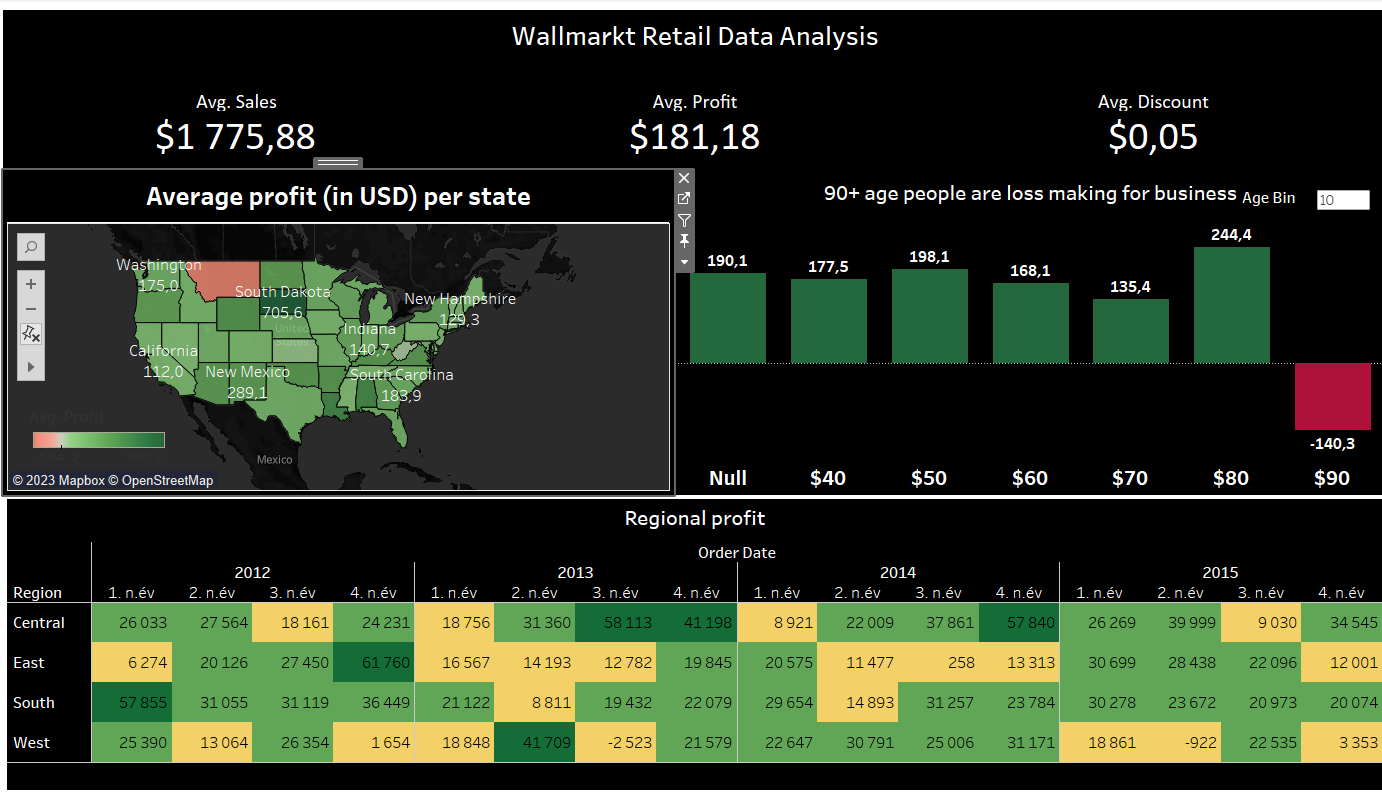 Wallmarkt Retail Data Analysis
Avg. Sales
$1 775,88
Avg. Profit
$181,18
Avg. Discount
$0,05
Average profit (in USD) per state
Washington
175,0
South Dakota
705,6
New Hampshire
129,3
United
States
Indiana
140,7
California
112,0
New Mexico
289,1
South Carolina
183,9
Avg. Profit
Mexico
© 2023 Mapbox © OpenStreetMap
90+ age people are loss making for business
Age Bin
10
190,1 177,5 198,1 168,1 135,4 244,4 -140,3
Null $40 $50 $60 $70 $80 $90
Regional profit
Order Date
2012 2013 2014 2015
Region 1. n.év 2. n.év 3. n.év 4. n.év 1. n.év 2. n.év 3. n.év 4. n.év 1. n.év 2. n.év 3. n.év 4. n.év 1. n.év 2. n.év 3. n.év 4. n.év
Central 26 033 27 564 18 161 24 231 18 756 31 360 58 113 41 198 8 921 22 009 37 861 57 840 26 269 39 999 9 030 34 545
East 6 274 20 126 27 450 61 760 16 567 14 193 12 782 19 845 20 575 11 477 258 13 313 30 699 28 438 22 096 12 001
South 57 855 31 055 31 119 36 449 21 122 8 811 19 432 22 079 29 654 14 893 31 257 23 784 30 278 23 672 20 973 20 074
West 25 390 13 064 26 354 1 654 18 848 41 709 -2 523 21 579 22 647 30 791 25 006 31 171 18 861 -922 22 535 3 353